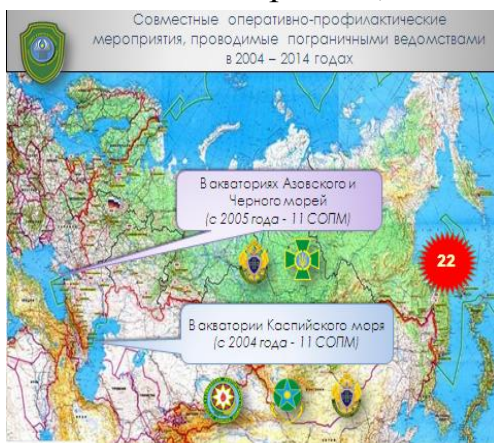 Совместные оперативно-профилактические
мероприятия, проводимые пограничными ведомствами
в 2004 – 2014 годах
В акваториях Азовского и
Черного морей
(с 2005 года - 11 СОПМ)
22
В акватории Каспийского моря
(с 2004 года - 11 СОПМ)